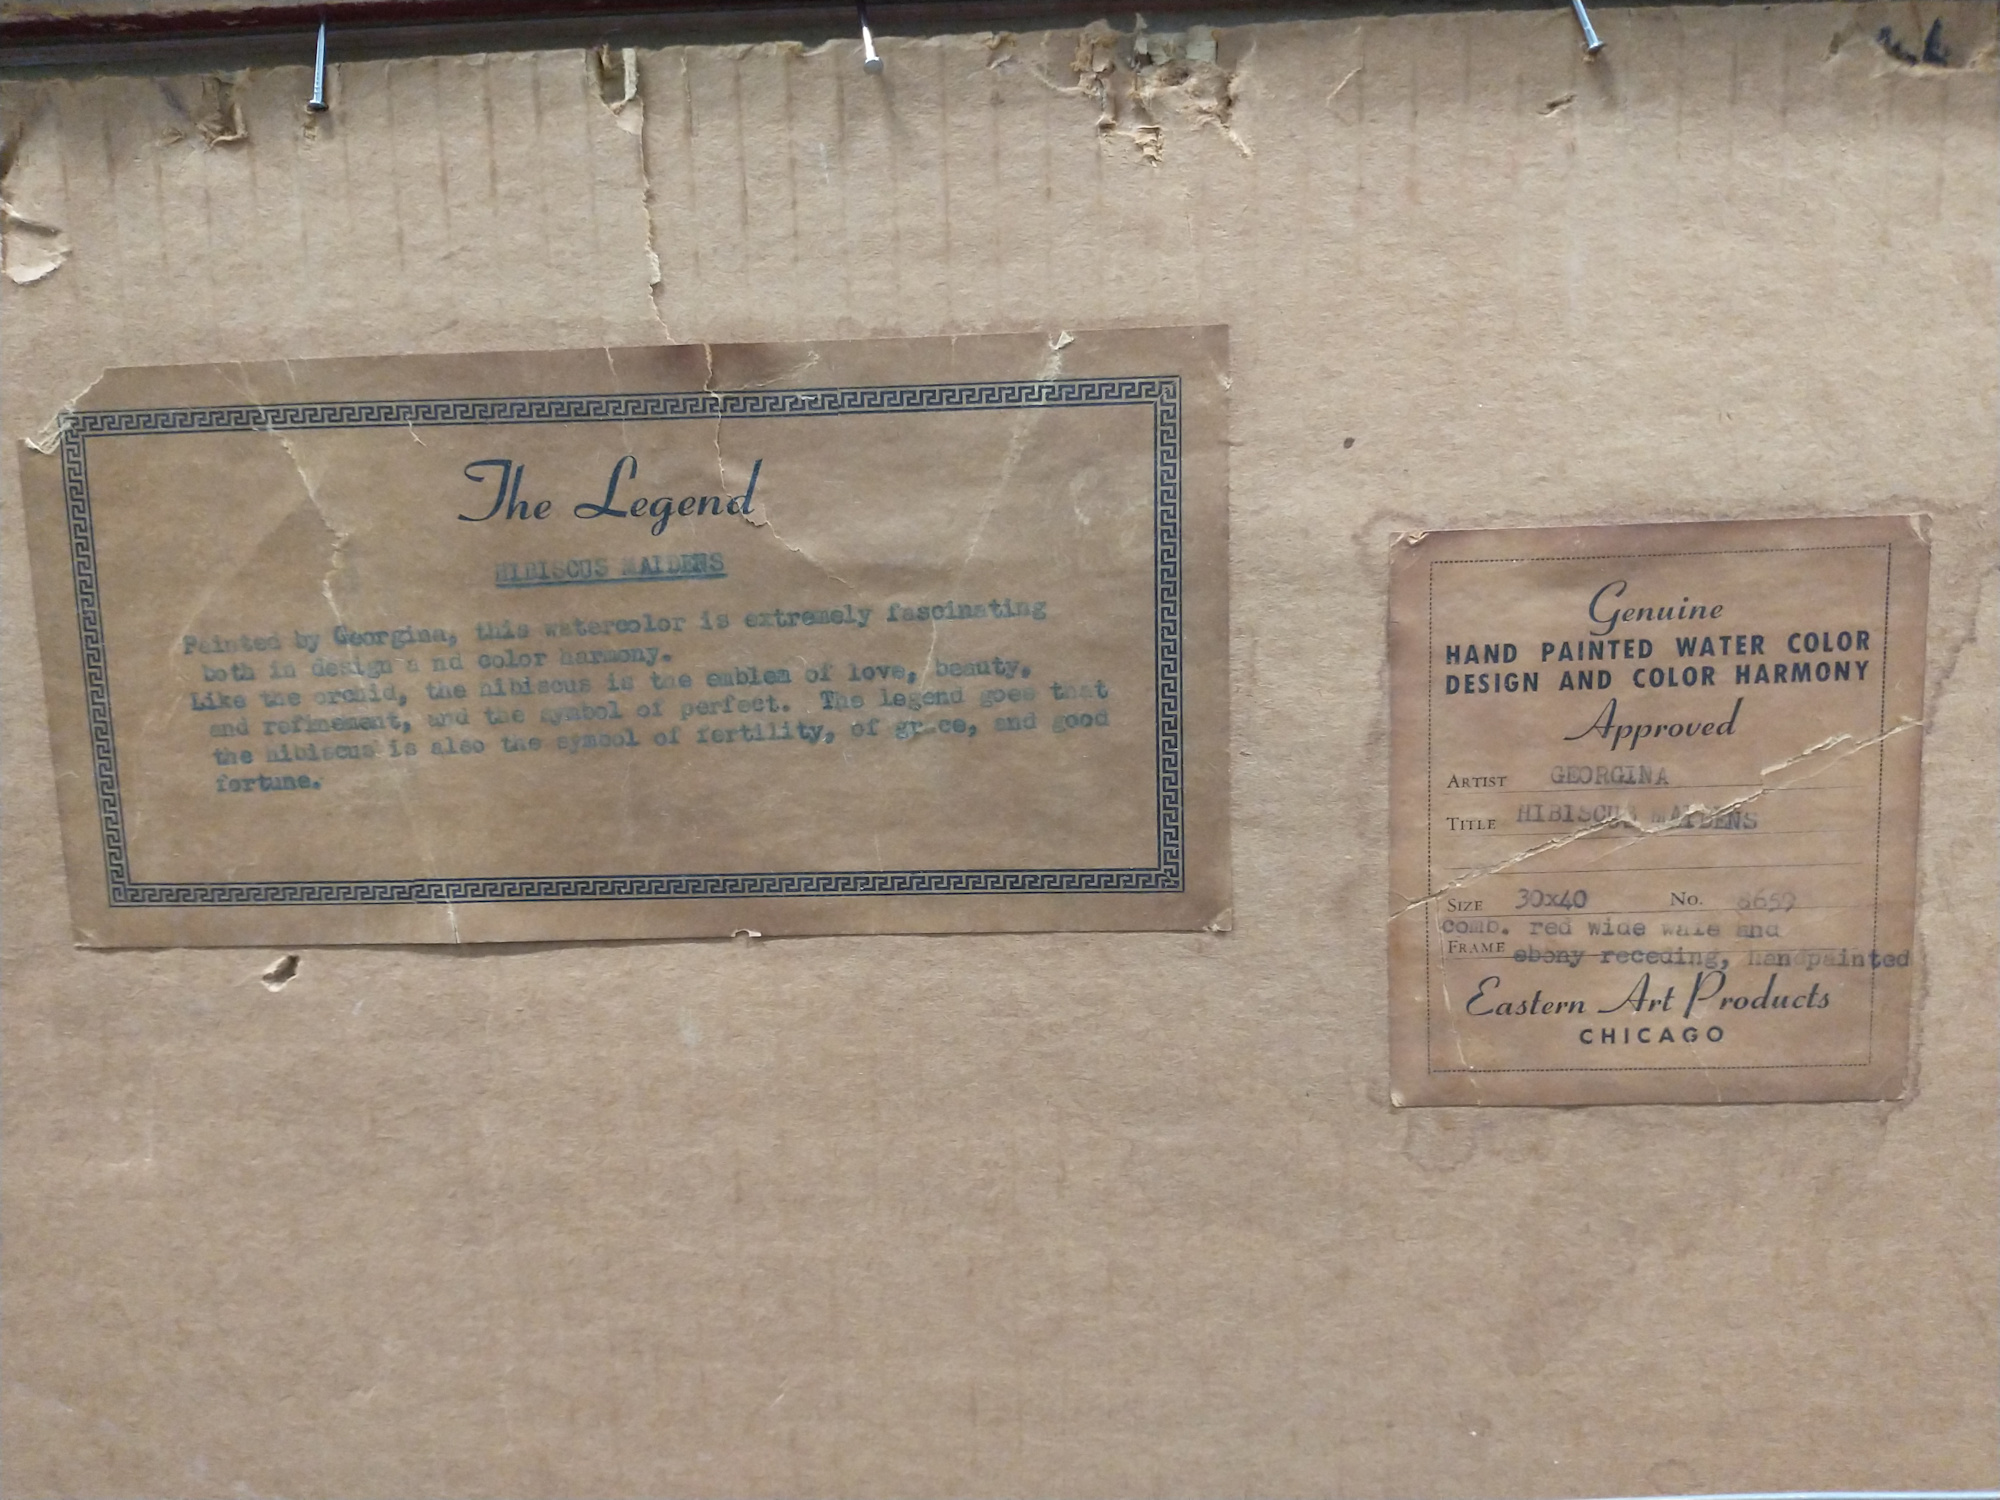 The Legend
HIBISCUS MAIDENS
Painted by Georgina, this watercolor is extremely fascinating
both in design a nd color harmony.
Like the orchid, the hibiscus is the emblem of love, beauty,
and refinement, and the symbol of perfect. The legend goes that
the hibiscus is also the symbol of fertility, of grace, and good
fortune.
Genuine
HAND PAINTED WATER COLOR
DESIGN AND COLOR HARMONY
Approved
ARTIST GEORGINA
TITLE HIBISCUS MAIDENS
SIZE 30x40 No. 8659
comb. red wide wale and
FRAME ebony receding, handpainted
Eastern Art Products
CHICAGO